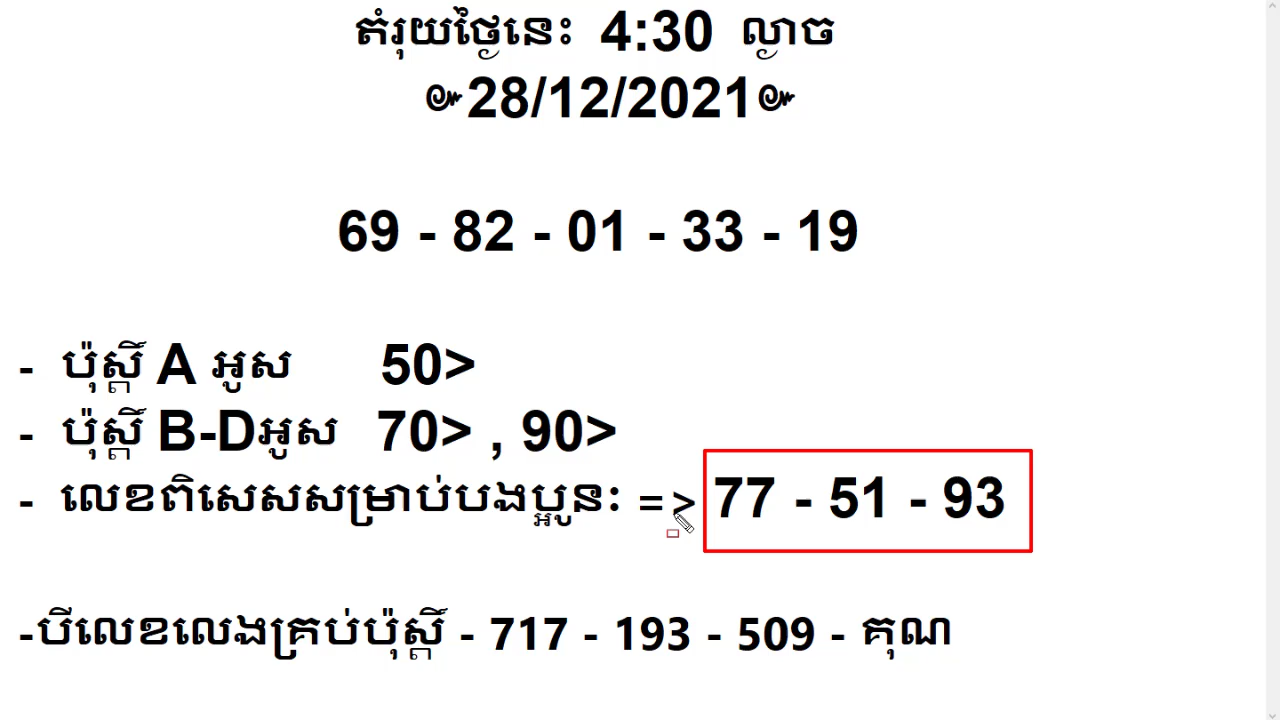 តំរុយថ្ងៃនេះ 4:30 ល្ងាច
28/12/2021
69 - 82 - 01 - 33 - 19
- ប៉ុស្តិ៍ A អូស 50>
- ប៉ុស្តិ៍ B-Dអូស 70> , 90>
- លេខពិសេសសម្រាប់បងប្អូនៈ => 77 - 51 - 93
-បីលេខលេងគ្រប់ប៉ុស្តិ៍ - 717 - 193 - 509 - គុណ